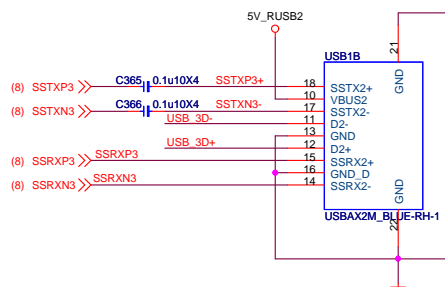 5V_RUSB2
USB1B
21
GND
C365 0.1u10X4
(8) SSTXP3 SSTXP3+ 18 SSTX2+
10 VBUS2
C366 0.1u10X4
(8) SSTXN3 SSTXN3- 17 SSTX2-
USB_3D- 11 D2-
13 GND
USB_3D+ 12 D2+
(8) SSRXP3 SSRXP3 15 SSRX2+
16 GND_D
(8) SSRXN3 SSRXN3 14 SSRX2-
GND
USBAX2M_BLUE-RH-1
22